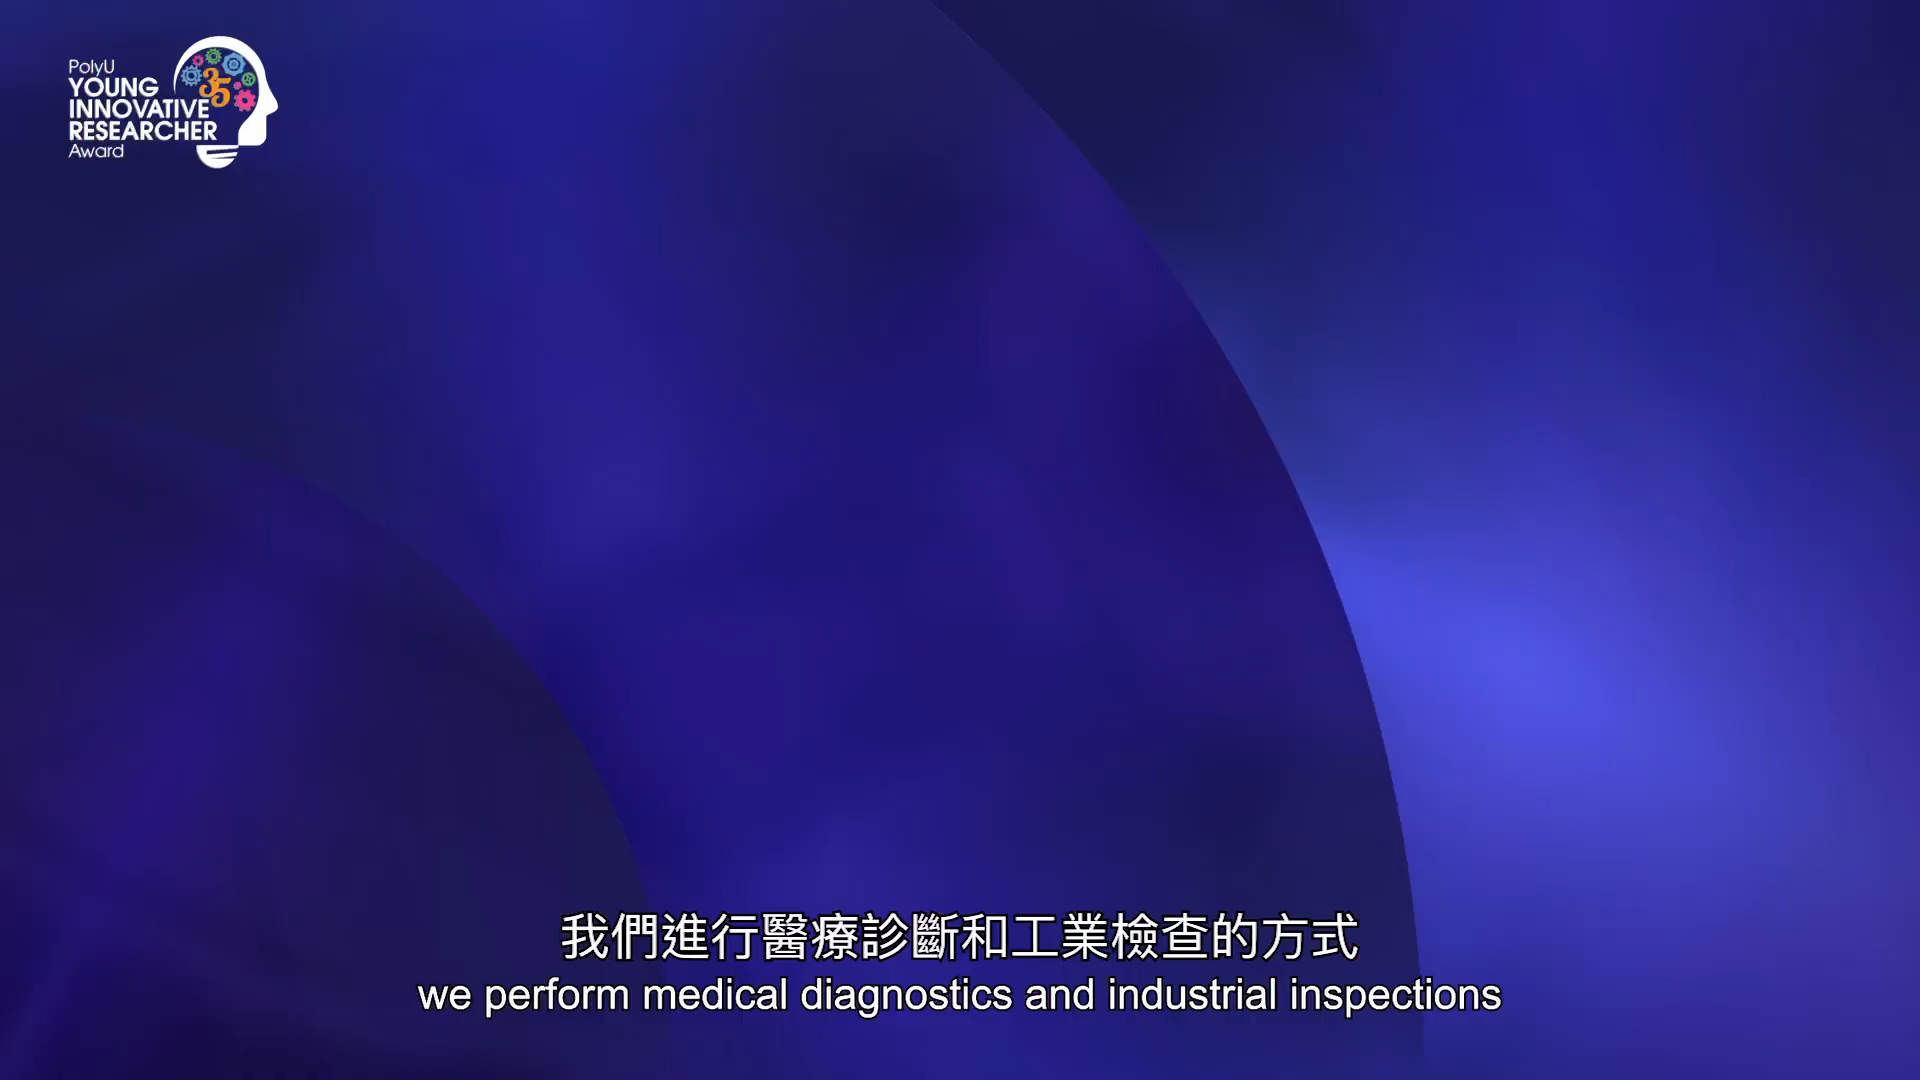 PolyU
YOUNG
INNOVATIVE
RESEARCHER
Award
35
我們進行醫療診斷和工業檢查的方式
we perform medical diagnostics and industrial inspections